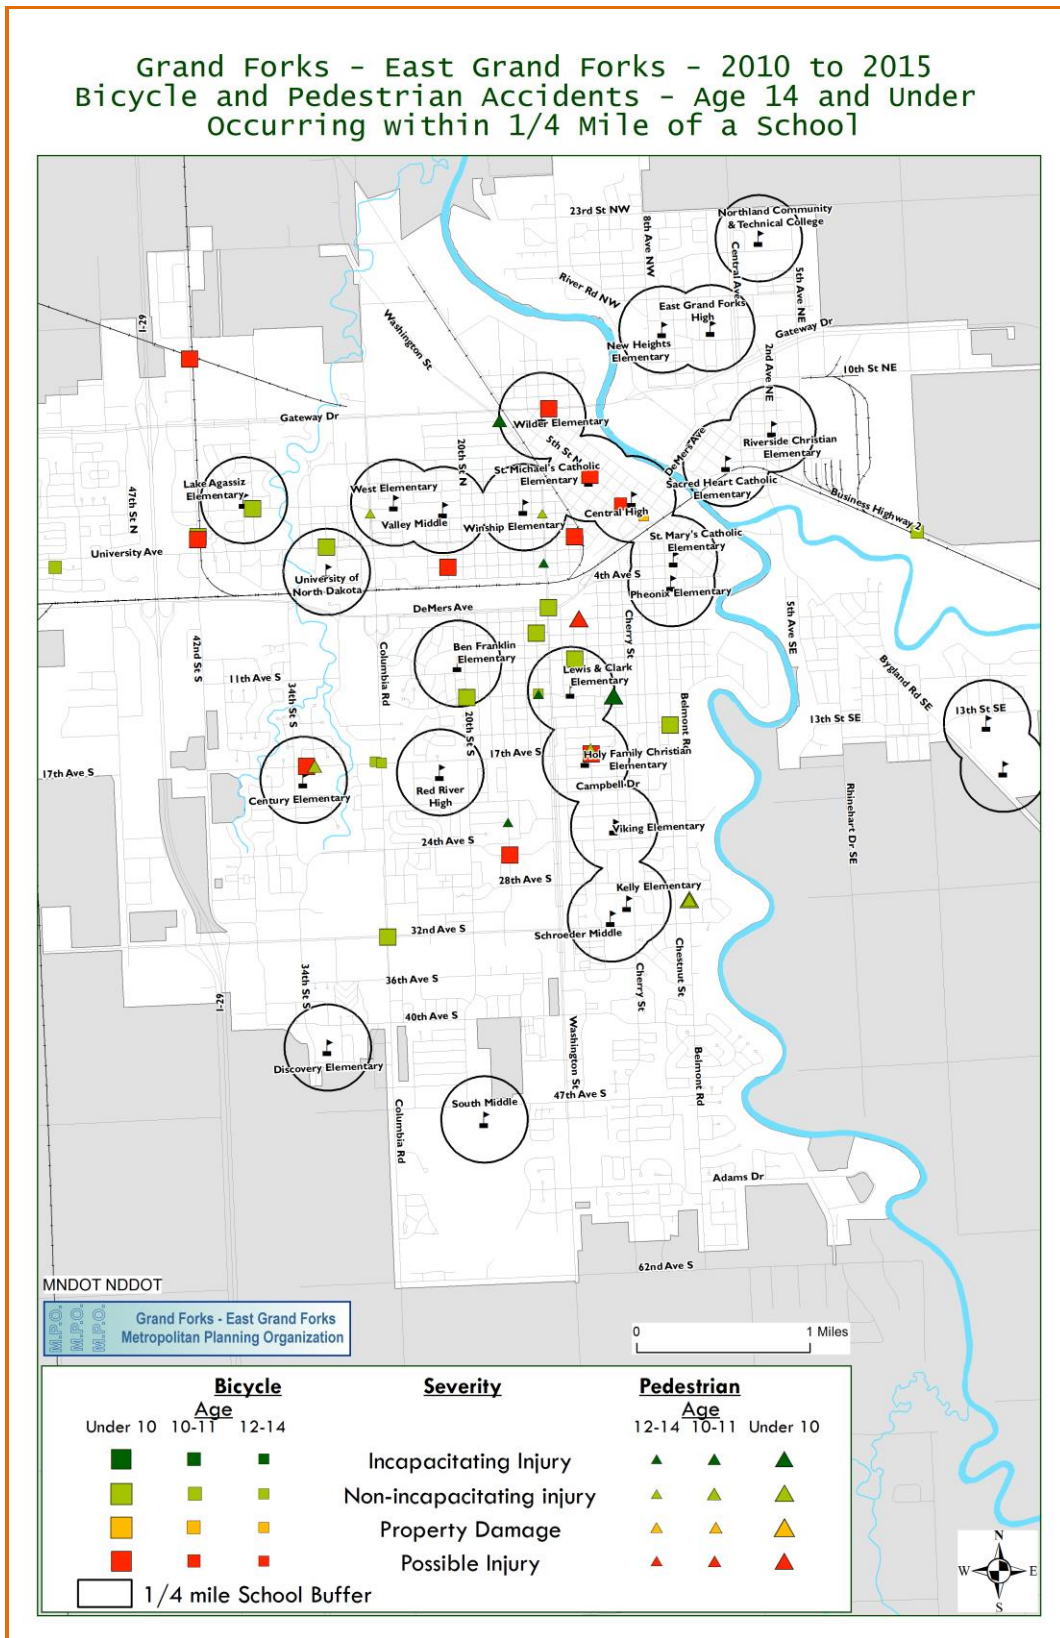 Grand Forks - East Grand Forks - 2010 to 2015
Bicycle and Pedestrian Accidents - Age 14 and Under
Occurring within 1/4 Mile of a School
23rd St NW
8th Ave NW
Northland Community
& Technical College
Central Ave
5th Ave NE
River Rd NW
East Grand Forks
High
New Heights
Elementary
Gateway Dr
2nd Ave NE
10th St NE
I-29
Washington St
Gateway Dr
Wilder Elementary
5th St N
DeMers Ave
Riverside Christian
Elementary
20th St N
St. Michael's Catholic
Elementary
Sacred Heart Catholic
Elementary
Business Highway 2
47th St N
Lake Agassiz
Elementary
West Elementary
Valley Middle
Winship Elementary
Central High
University Ave
St. Mary's Catholic
Elementary
University of
North Dakota
4th Ave S
Pheonix Elementary
DeMers Ave
Cherry St
5th Ave SE
42nd St S
Ben Franklin
Elementary
Columbia Rd
Lewis & Clark
Elementary
Bygland Rd SE
11th Ave S
34th St S
20th St S
Belmont Rd
13th St SE
13th St SE
17th Ave S
17th Ave S
Holy Family Christian
Elementary
Campbell Dr
Century Elementary
Red River
High
Rhinehart Dr SE
24th Ave S
Viking Elementary
28th Ave S
Kelly Elementary
32nd Ave S
Schroeder Middle
Chestnut St
34th St S
36th Ave S
Cherry St
I-29
40th Ave S
Washington St
Belmont Rd
Discovery Elementary
South Middle
47th Ave S
Columbia Rd
Adams Dr
62nd Ave S
MNDOT NDDOT
M.P.O.
M.P.O.
M.P.O.
Grand Forks - East Grand Forks
Metropolitan Planning Organization
0 1 Miles
Bicycle Severity Pedestrian
Age Age
Under 10 10-11 12-14 12-14 10-11 Under 10
Incapacitating Injury
Non-incapacitating injury
Property Damage
Possible Injury
1/4 mile School Buffer
N
W E
S